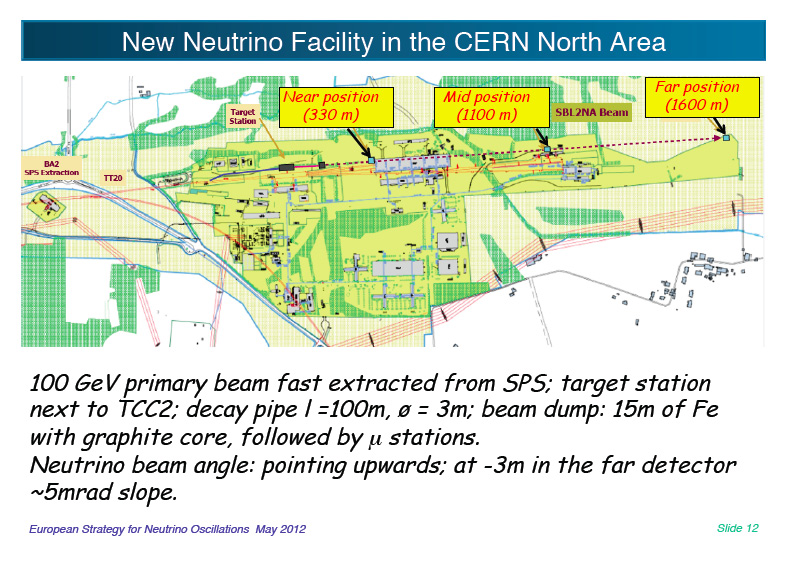 New Neutrino Facility in the CERN North Area
Near position
(330 m)
Mid position
(1100 m)
Far position
(1600 m)
Target
Station
SBL2NA Beam
BA2
SPS Extraction
TT20
100 GeV primary beam fast extracted from SPS; target station
next to TCC2; decay pipe l =100m, ø = 3m; beam dump: 15m of Fe
with graphite core, followed by μ stations.
Neutrino beam angle: pointing upwards; at -3m in the far detector
~5mrad slope.
European Strategy for Neutrino Oscillations May 2012
Slide 12